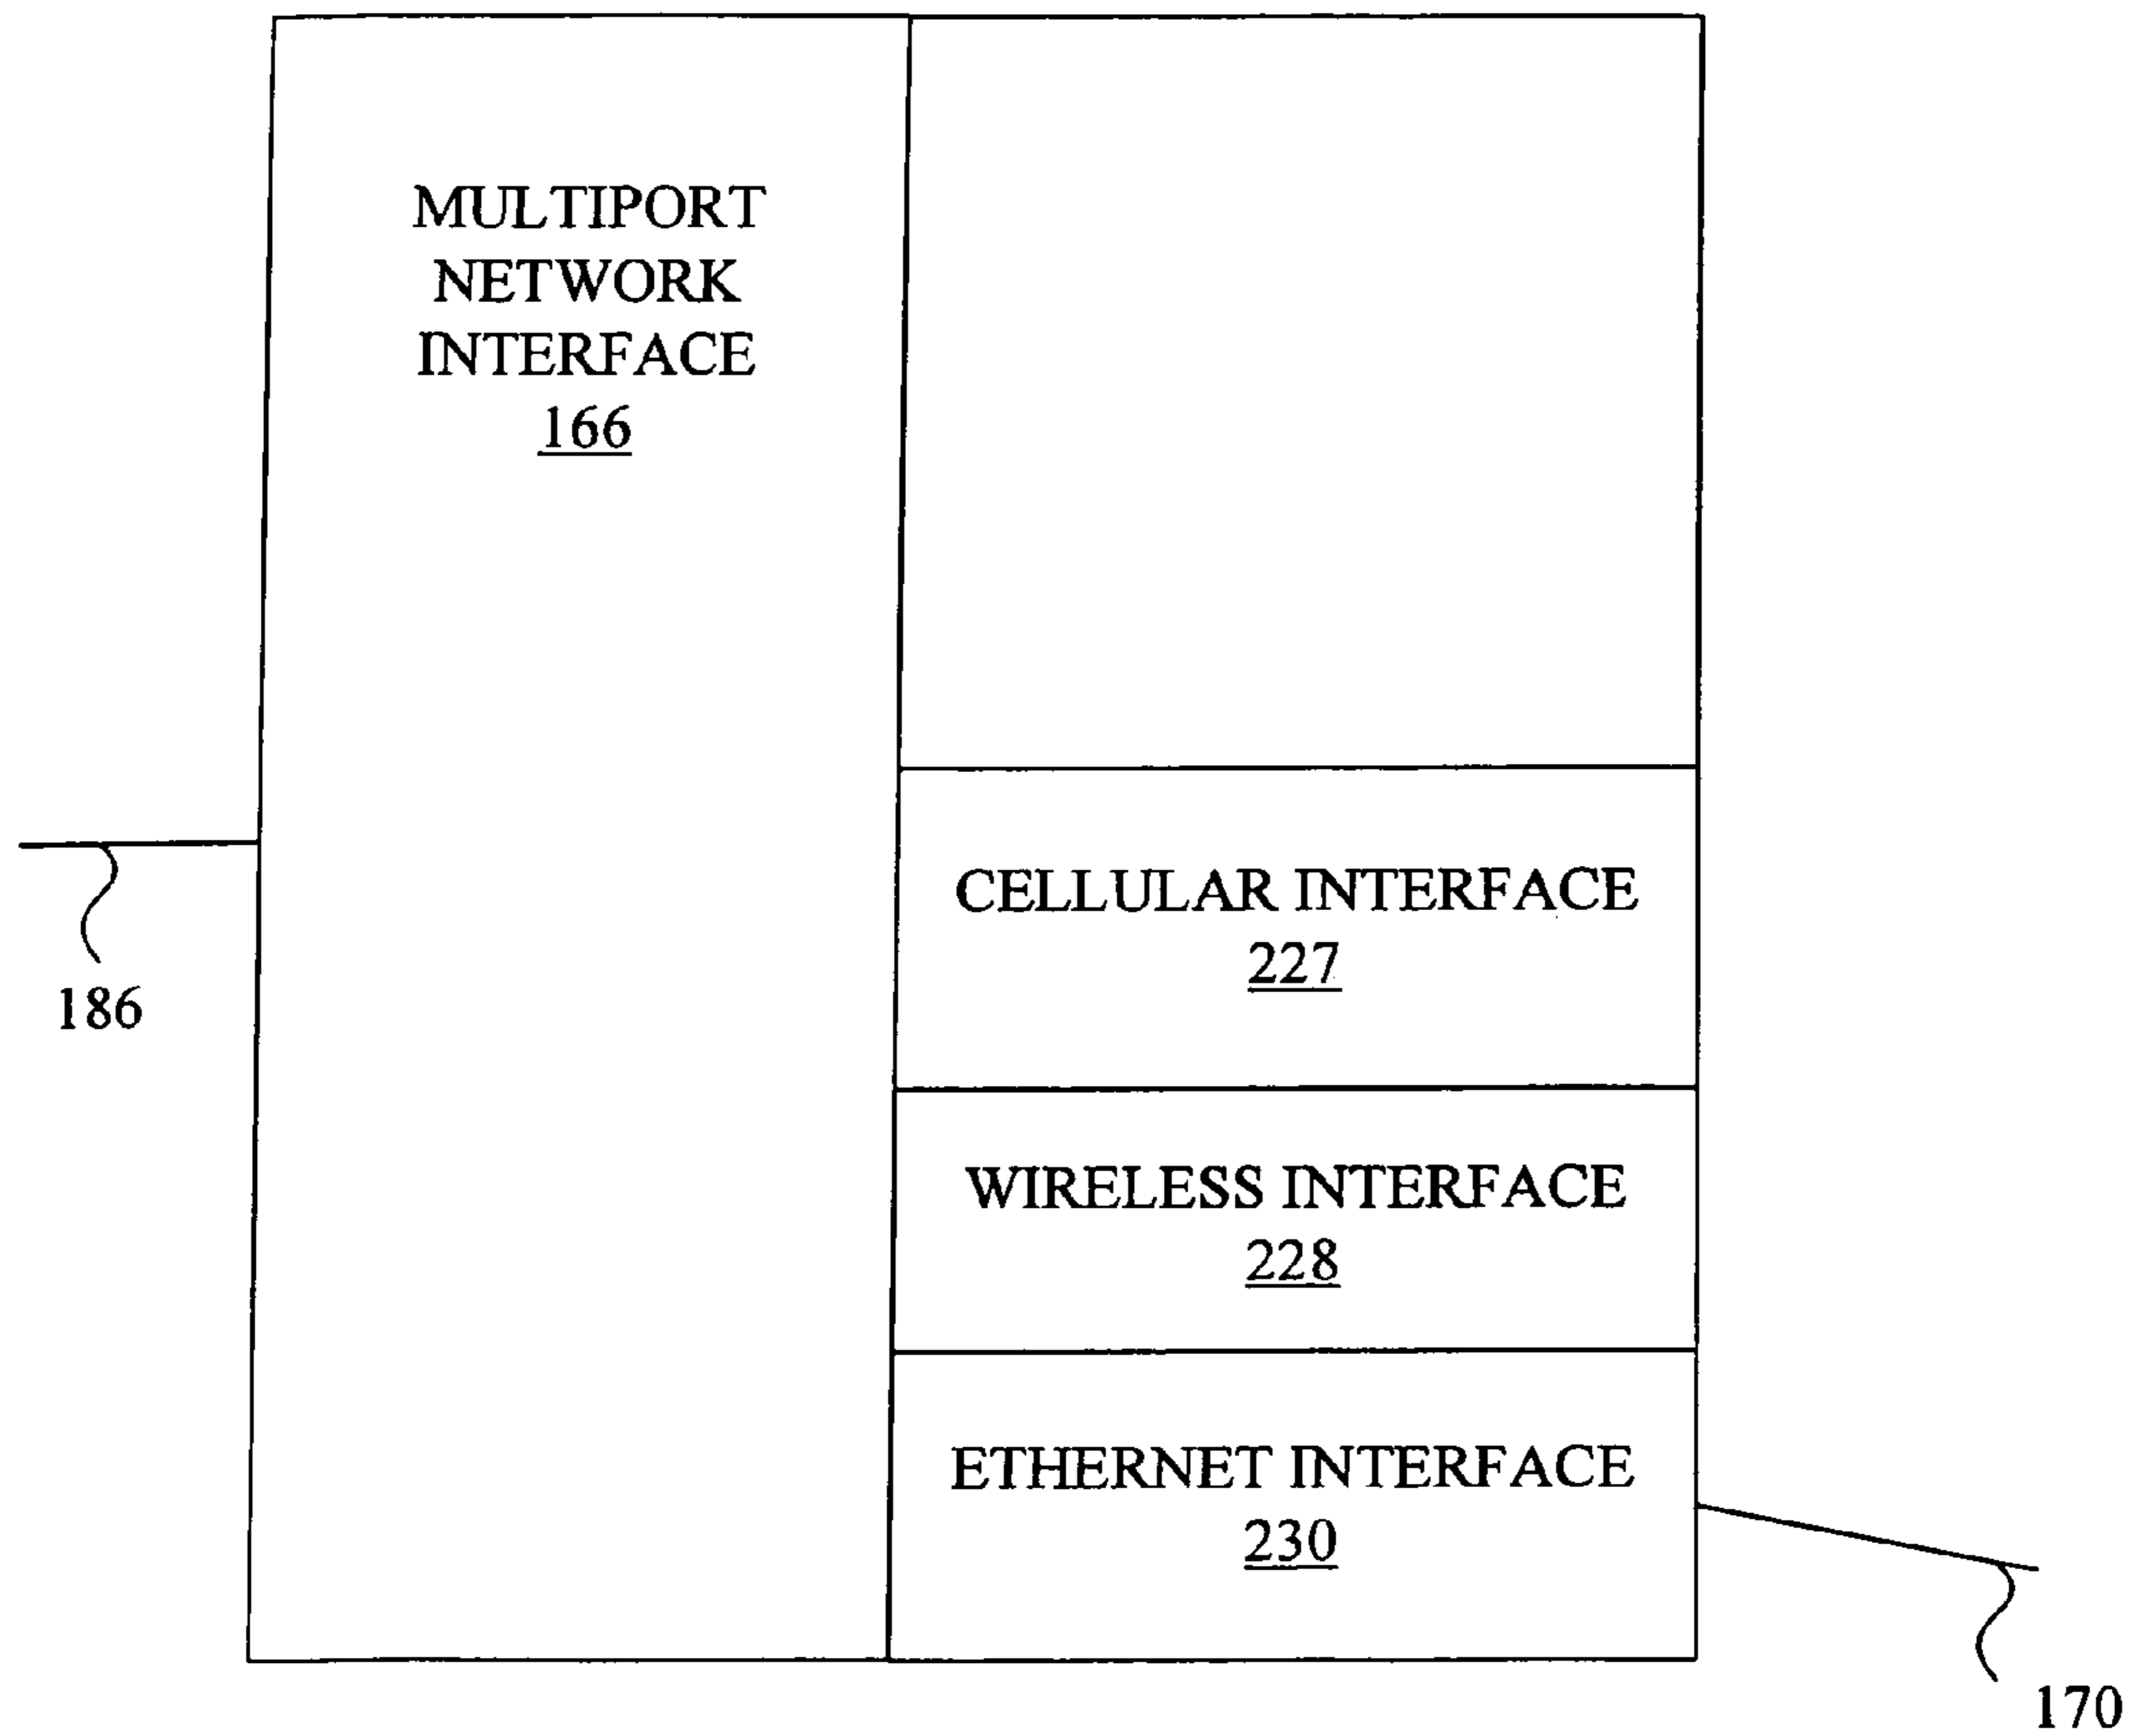 MULTIPORT
NETWORK
INTERFACE
166
CELLULAR INTERFACE
227
186
WIRELESS INTERFACE
228
ETHERNET INTERFACE
230
170